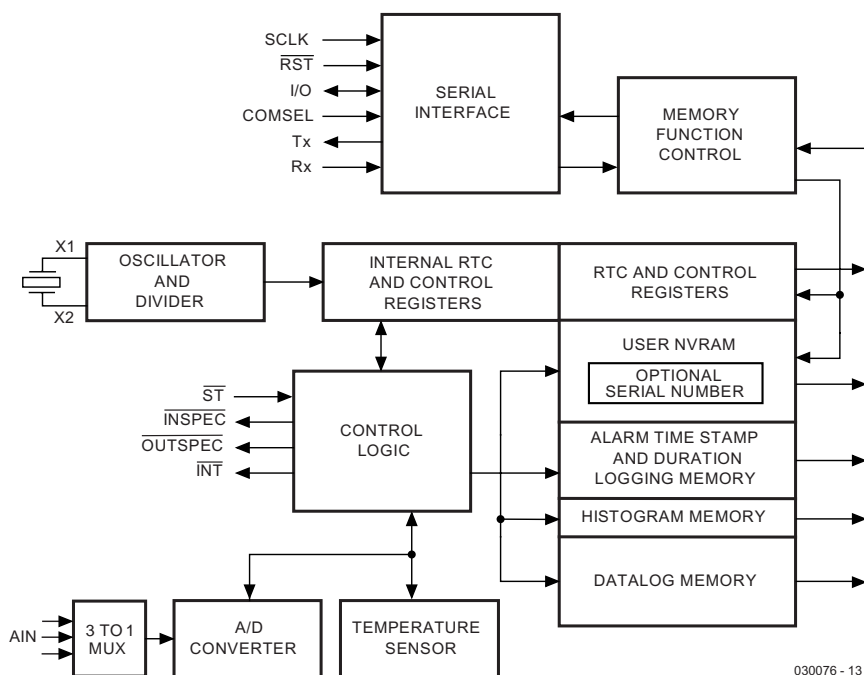 SCLK
RST
I/O
COMSEL
Tx
Rx
SERIAL
INTERFACE
MEMORY
FUNCTION
CONTROL
X1
X2
OSCILLATOR
AND
DIVIDER
INTERNAL RTC
AND CONTROL
REGISTERS
RTC AND CONTROL
REGISTERS
USER NVRAM
OPTIONAL
SERIAL NUMBER
ST
INSPEC
OUTSPEC
INT
CONTROL
LOGIC
ALARM TIME STAMP
AND DURATION
LOGGING MEMORY
HISTOGRAM MEMORY
DATALOG MEMORY
AIN
3 TO 1
MUX
A/D
CONVERTER
TEMPERATURE
SENSOR
030076 - 13